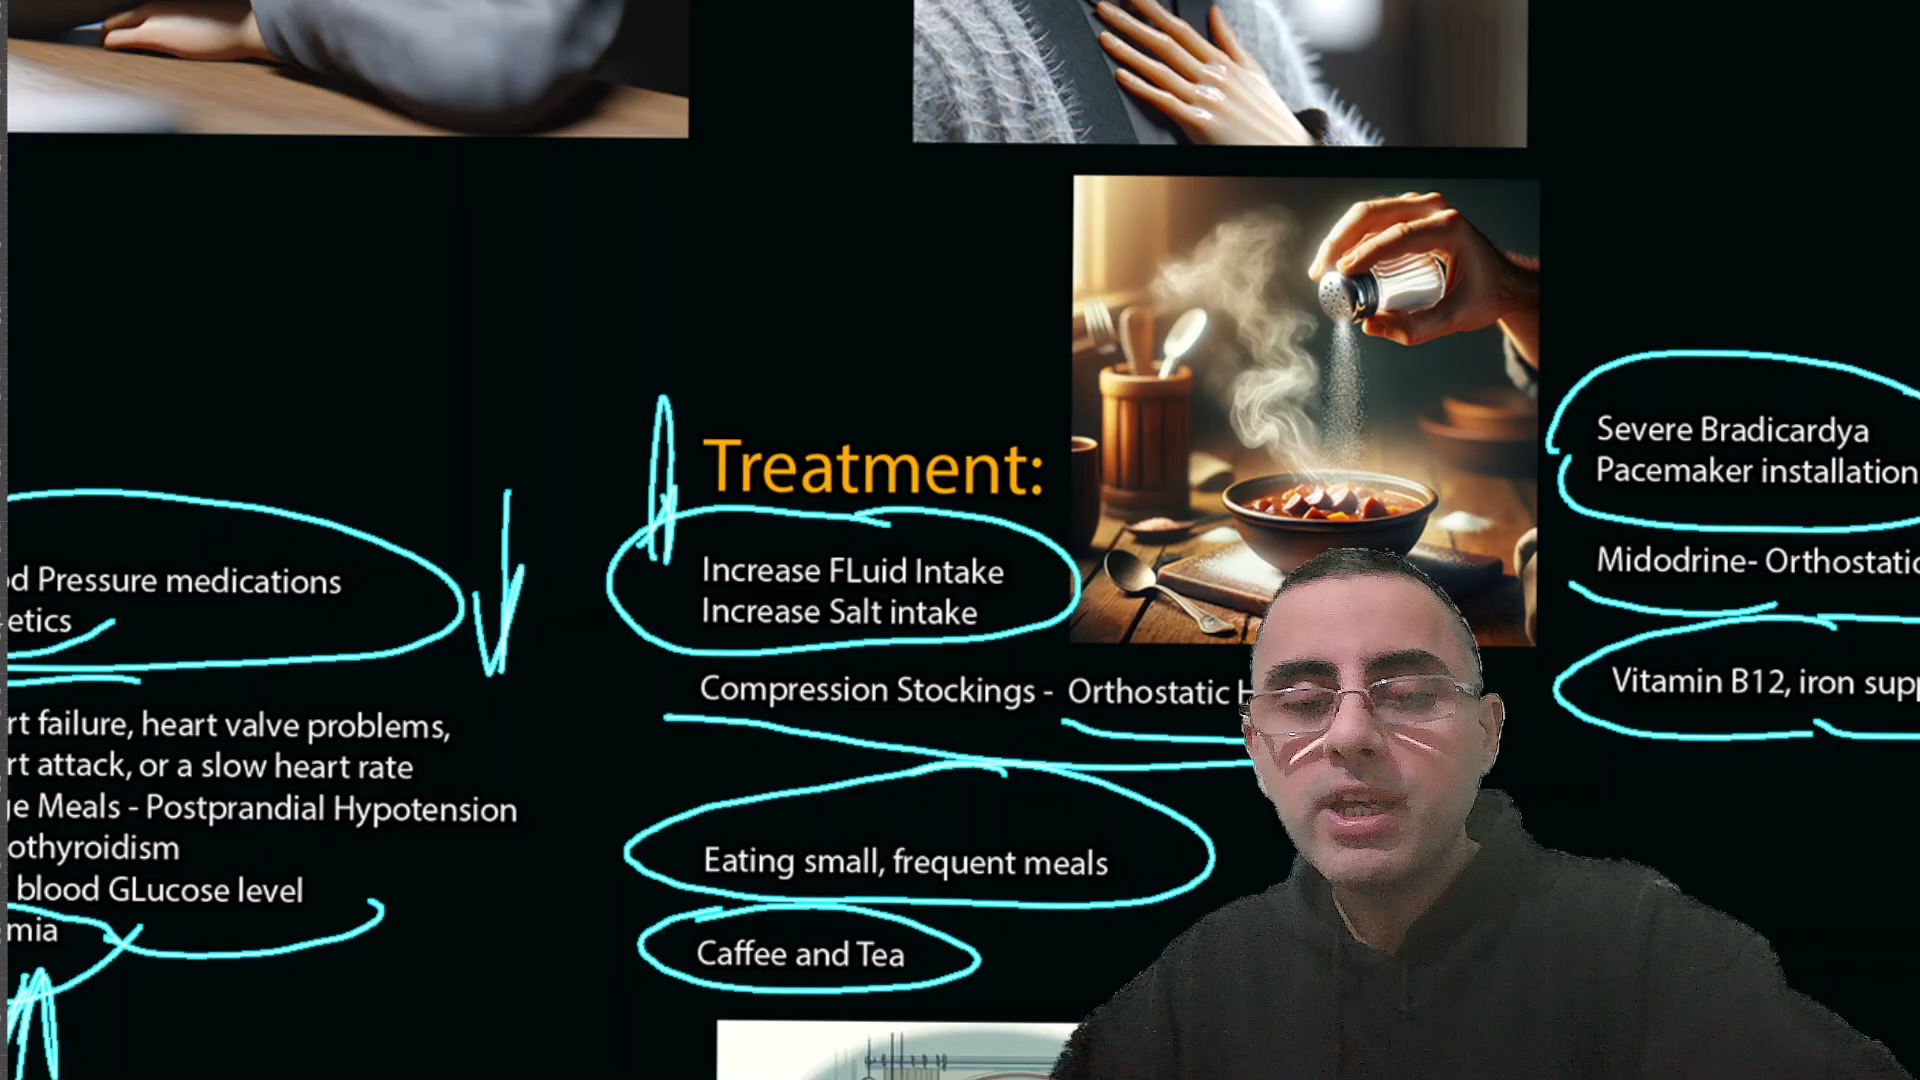 d Pressure medications
etics
rt failure, heart valve problems,
rt attack, or a slow heart rate
e Meals - Postprandial Hypotension
othyroidism
blood GLucose level
mia
Treatment:
Increase FLuid Intake
Increase Salt intake
Compression Stockings - Orthostatic H
Eating small, frequent meals
Caffee and Tea
Severe Bradicardya
Pacemaker installation
Midodrine- Orthostatic
Vitamin B12, iron supp